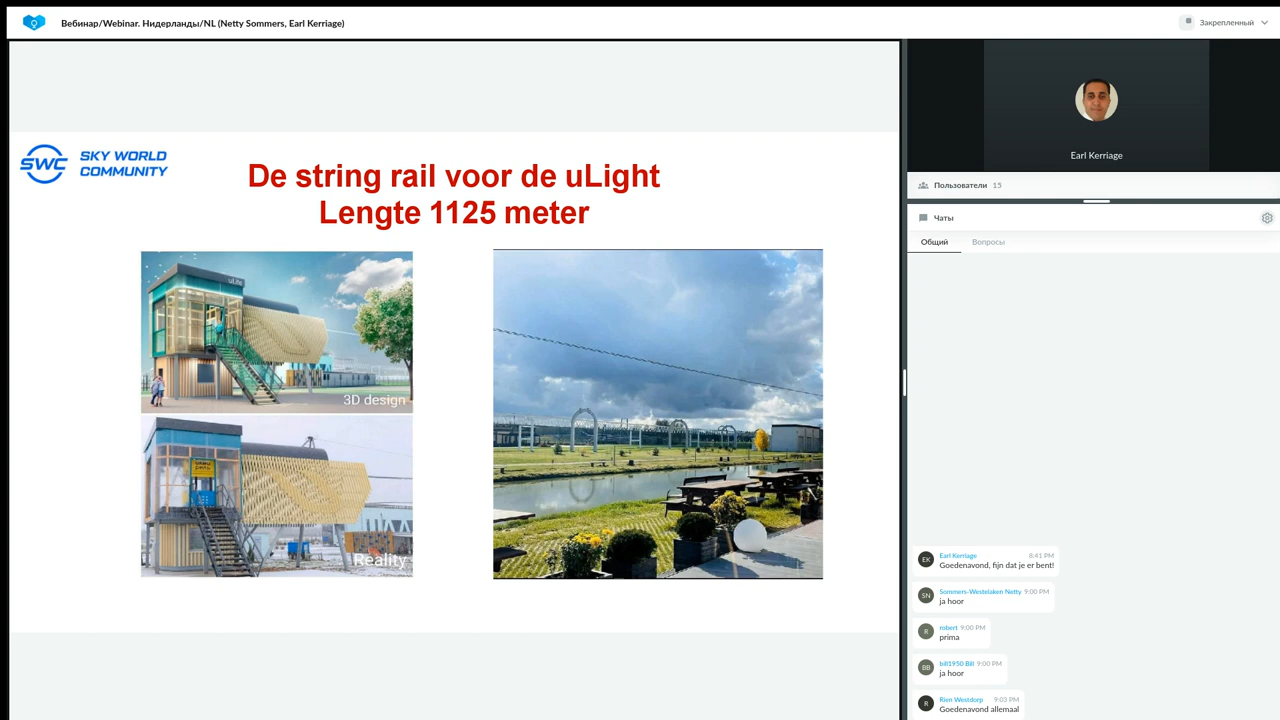 Вебинар/Webinar. Нидерланды/NL (Netty Sommers, Earl Kerriage)
Закрепленный
SWC SKY WORLD
COMMUNITY
De string rail voor de uLight
Lengte 1125 meter
3D design
Reality
Earl Kerriage
Пользователи 15
Чаты
Общий Вопросы
EK Earl Kerriage 8:41 PM
Goedenavond, fijn dat je er bent!
SN Sommers-Westelaken Netty 9:00 PM
ja hoor
R robert 9:00 PM
prima
BB bill1950 Bill 9:00 PM
ja hoor
R Rien Westdorp 9:03 PM
Goedenavond allemaal